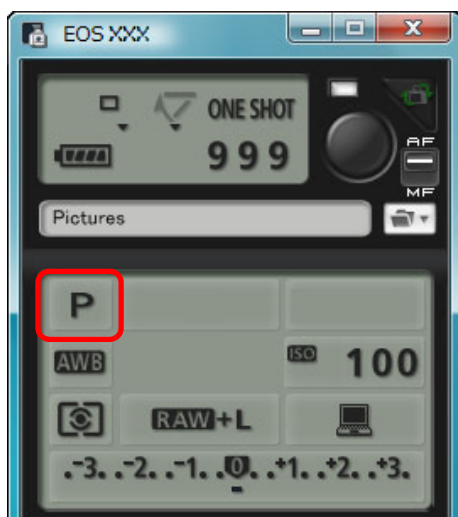 EOS XXX
ONE SHOT
999
AF
MF
Pictures
P
AWB
ISO 100
RAW+L
.-3. .-2. .-1. .0. .+1. .+2. .+3.